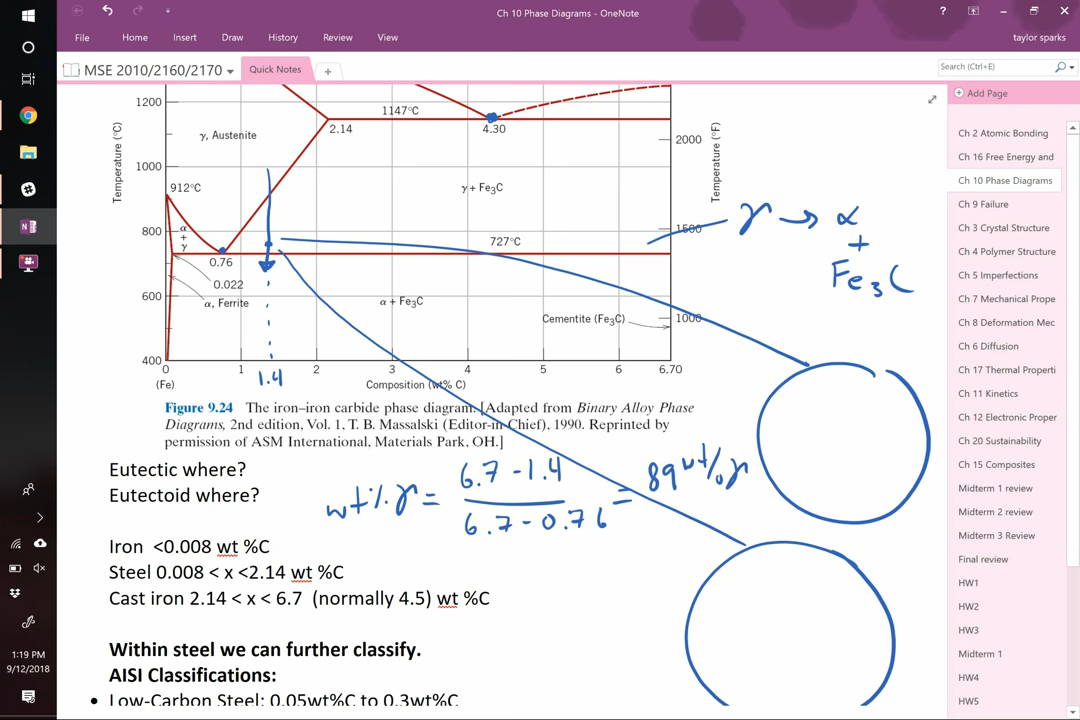 Ch 10 Phase Diagrams - OneNote
?
File Home Insert Draw History Review View
taylor sparks
MSE 2010/2160/2170
Quick Notes
+
Search (Ctrl+E)
Add Page
Ch 2 Atomic Bonding
Ch 16 Free Energy and
Ch 10 Phase Diagrams
Ch 9 Failure
Ch 3 Crystal Structure
Ch 4 Polymer Structure
Ch 5 Imperfections
Ch 7 Mechanical Prope
Ch 8 Deformation Mec
Ch 6 Diffusion
Ch 17 Thermal Properti
Ch 11 Kinetics
Ch 12 Electronic Proper
Ch 20 Sustainability
Ch 15 Composites
Midterm 1 review
Midterm 2 review
Midterm 3 Review
Final review
HW1
HW2
HW3
Midterm 1
HW4
HW5
1200
1000
800
600
400
Temperature (°C)
1147°C
2.14
4.30
γ, Austenite
912°C
γ + Fe₃C
α
+
γ
727°C
0.76
0.022
α, Ferrite
α + Fe₃C
Cementite (Fe₃C)
2000
1500
1000
Temperature (°F)
0 1 2 3 4 5 6 6.70
(Fe)
1.4
Composition (wt% C)
γ → α
+
Fe₃C
Figure 9.24 The iron–iron carbide phase diagram. [Adapted from Binary Alloy Phase
Diagrams, 2nd edition, Vol. 1, T. B. Massalski (Editor-in-Chief), 1990. Reprinted by
permission of ASM International, Materials Park, OH.]
Eutectic where?
Eutectoid where?
wt% γ = 6.7 - 1.4 / 6.7 - 0.76 = 89 wt% γ
Iron <0.008 wt %C
Steel 0.008 < x <2.14 wt %C
Cast iron 2.14 < x < 6.7 (normally 4.5) wt %C
Within steel we can further classify.
AISI Classifications:
• Low-Carbon Steel: 0.05wt%C to 0.3wt%C
1:19 PM
9/12/2018